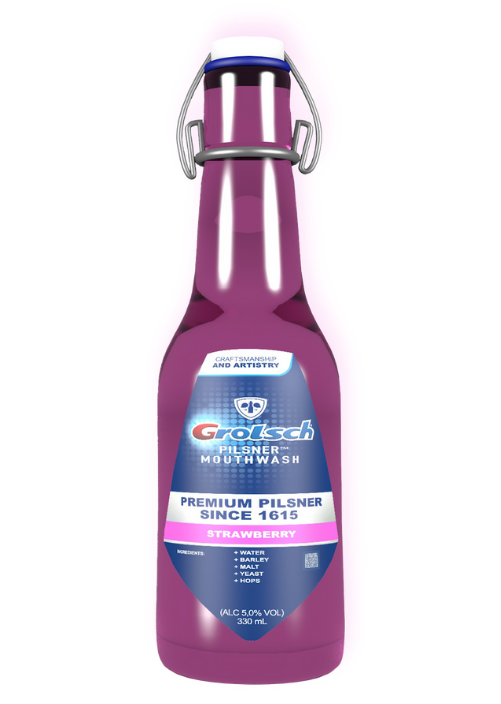 CRAFTSMANSHIP
AND ARTISTRY
Grolsch
PILSNER™
MOUTHWASH
PREMIUM PILSNER
SINCE 1615
STRAWBERRY
INGREDIENTS:
+ WATER
+ BARLEY
+ MALT
+ YEAST
+ HOPS
(ALC 5,0% VOL)
330 mL